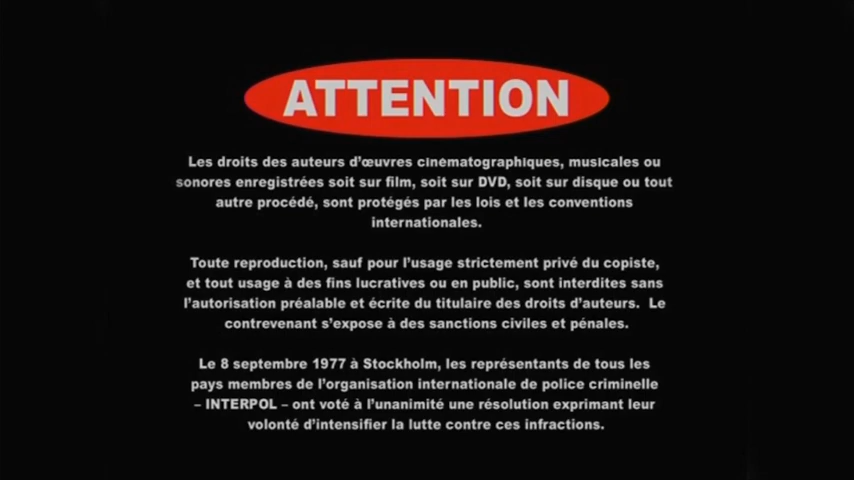 ATTENTION
Les droits des auteurs d'œuvres cinématographiques, musicales ou
sonores enregistrées soit sur film, soit sur DVD, soit sur disque ou tout
autre procédé, sont protégés par les lois et les conventions
internationales.
Toute reproduction, sauf pour l'usage strictement privé du copiste,
et tout usage à des fins lucratives ou en public, sont interdites sans
l'autorisation préalable et écrite du titulaire des droits d'auteurs. Le
contrevenant s'expose à des sanctions civiles et pénales.
Le 8 septembre 1977 à Stockholm, les représentants de tous les
pays membres de l'organisation internationale de police criminelle
– INTERPOL – ont voté à l'unanimité une résolution exprimant leur
volonté d'intensifier la lutte contre ces infractions.